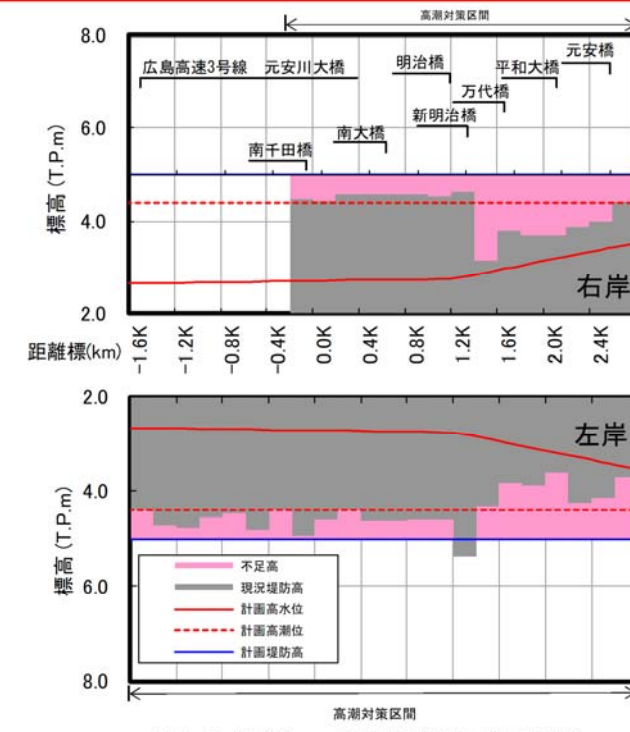 高潮対策区間
8.0
広島高速3号線 元安川大橋
明治橋
平和大橋
元安橋
万代橋
新明治橋
南大橋
南千田橋
6.0
4.0
2.0
標高 (T.P.m)
右岸
距離標(km)
-1.6K
-1.2K
-0.8K
-0.4K
0.0K
0.4K
0.8K
1.2K
1.6K
2.0K
2.4K
2.0
左岸
4.0
標高 (T.P.m)
6.0
8.0
不足高
現況堤防高
計画高水位
計画高潮位
計画堤防高
高潮対策区間